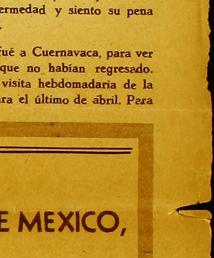 ermedad y siento su pena
fué a Cuernavaca, para ver
que no habían regresado.
visita hebdomadaria de la
ra el último de abril. Para
E MEXICO,